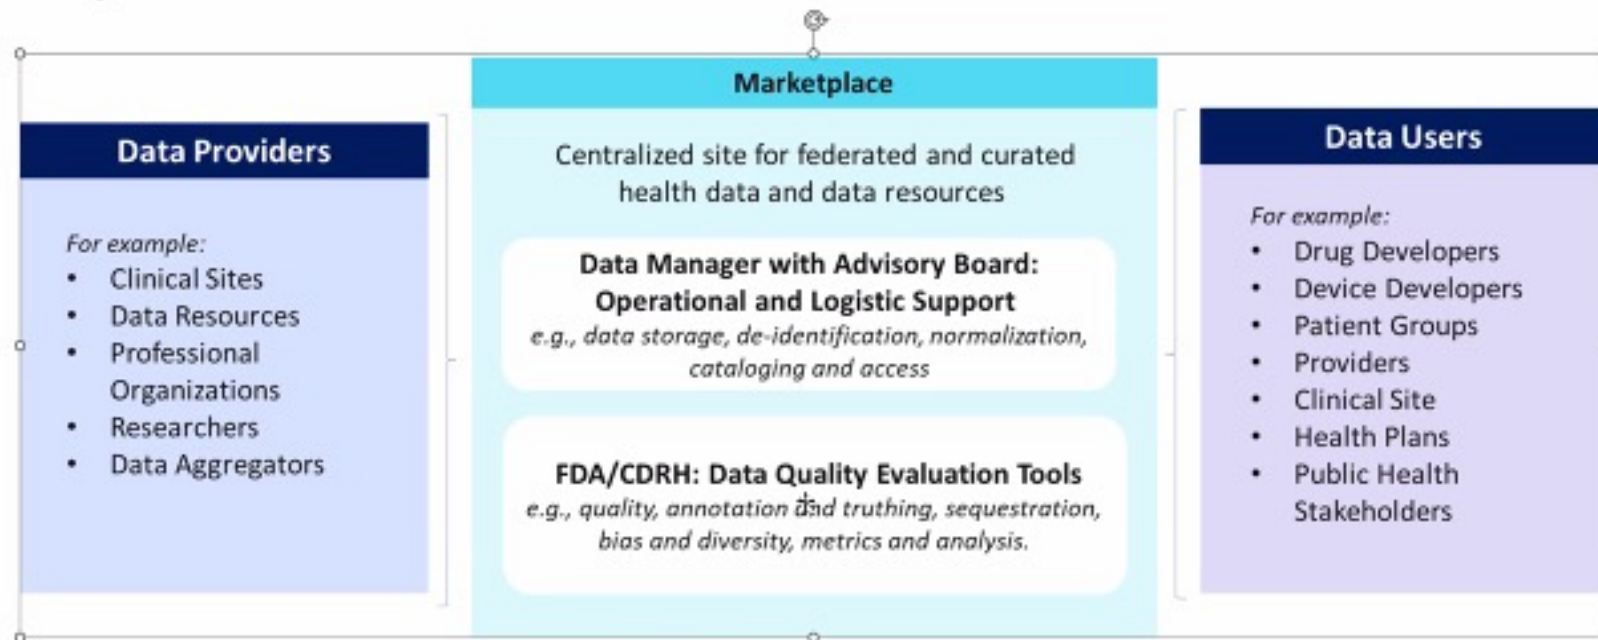 Marketplace
Data Providers
For example:
• Clinical Sites
• Data Resources
• Professional
Organizations
• Researchers
• Data Aggregators
Centralized site for federated and curated
health data and data resources
Data Manager with Advisory Board:
Operational and Logistic Support
e.g., data storage, de-identification, normalization,
cataloging and access
FDA/CDRH: Data Quality Evaluation Tools
e.g., quality, annotation and truthing, sequestration,
bias and diversity, metrics and analysis.
Data Users
For example:
• Drug Developers
• Device Developers
• Patient Groups
• Providers
• Clinical Site
• Health Plans
• Public Health
Stakeholders